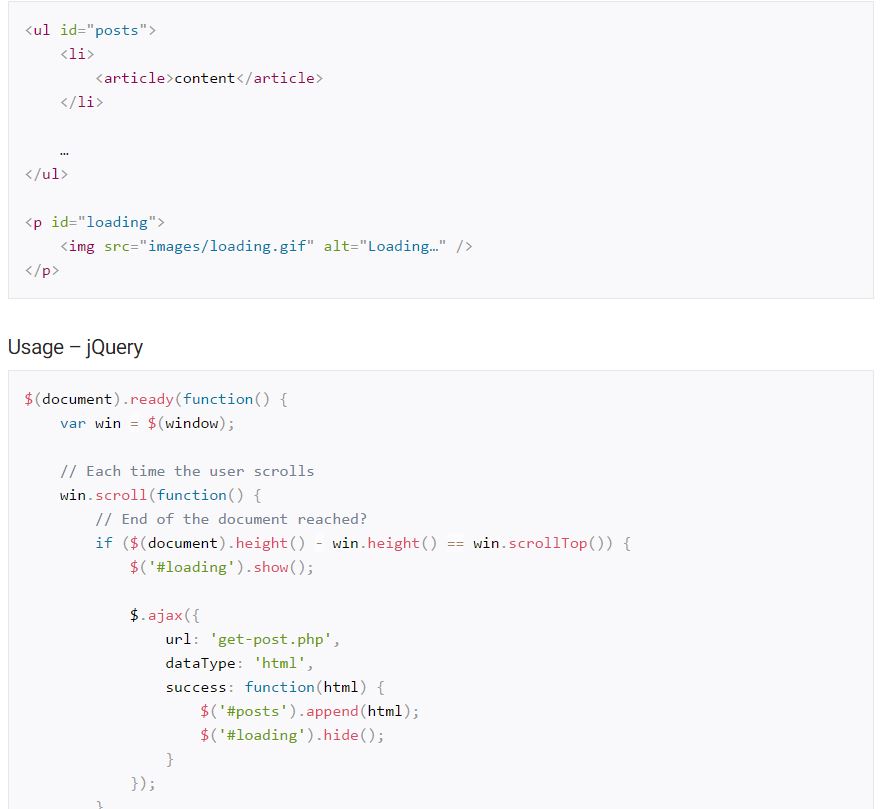 <ul id="posts">
    <li>
        <article>content</article>
    </li>

    …
</ul>

<p id="loading">
    <img src="images/loading.gif" alt="Loading…" />
</p>

Usage – jQuery

$(document).ready(function() {
    var win = $(window);

    // Each time the user scrolls
    win.scroll(function() {
        // End of the document reached?
        if ($(document).height() - win.height() == win.scrollTop()) {
            $('#loading').show();

            $.ajax({
                url: 'get-post.php',
                dataType: 'html',
                success: function(html) {
                    $('#posts').append(html);
                    $('#loading').hide();
                }
            });
        }